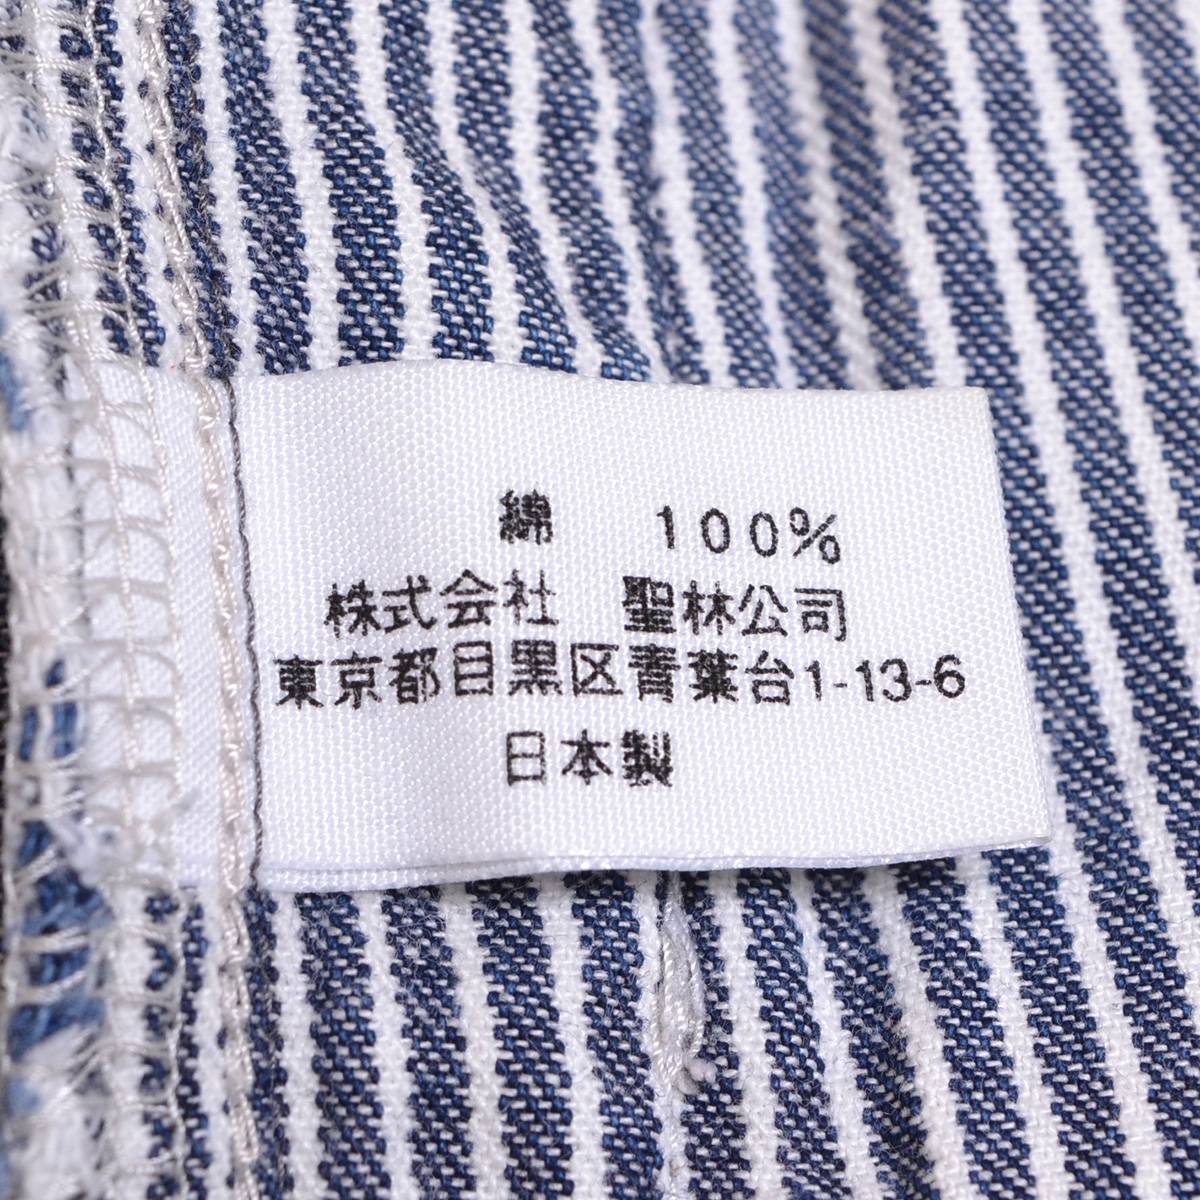 綿　100%
株式会社　聖林公司
東京都目黒区青葉台1-13-6
日本製